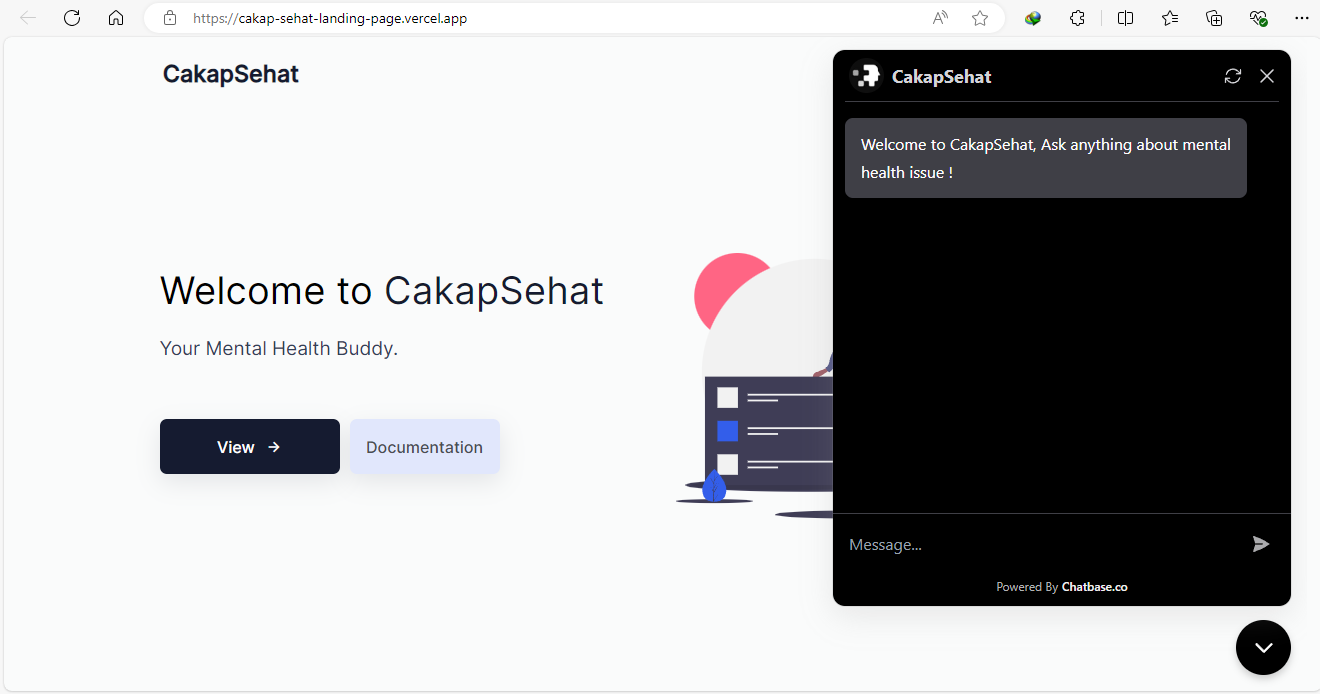 https://cakap-sehat-landing-page.vercel.app
CakapSehat
Welcome to CakapSehat
Your Mental Health Buddy.
View →
Documentation
CakapSehat
Welcome to CakapSehat, Ask anything about mental
health issue !
Message...
Powered By Chatbase.co